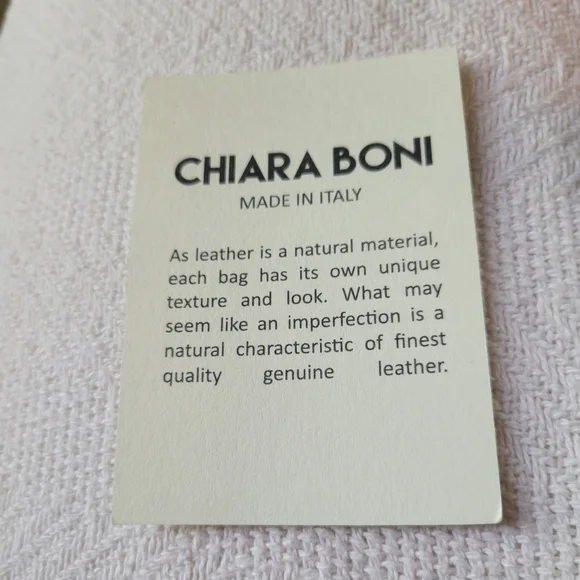 CHIARA BONI
MADE IN ITALY
As leather is a natural material,
each bag has its own unique
texture and look. What may
seem like an imperfection is a
natural characteristic of finest
quality genuine leather.